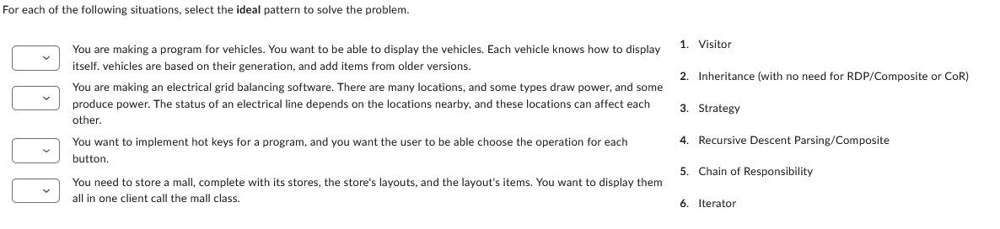 For each of the following situations, select the ideal pattern to solve the problem.
You are making a program for vehicles. You want to be able to display the vehicles. Each vehicle knows how to display
itself. vehicles are based on their generation, and add items from older versions.
You are making an electrical grid balancing software. There are many locations, and some types draw power, and some
produce power. The status of an electrical line depends on the locations nearby, and these locations can affect each
other.
You want to implement hot keys for a program, and you want the user to be able choose the operation for each
button.
You need to store a mall, complete with its stores, the store's layouts, and the layout's items. You want to display them
all in one client call the mall class.
1. Visitor
2. Inheritance (with no need for RDP/Composite or CoR)
3. Strategy
4. Recursive Descent Parsing/Composite
5. Chain of Responsibility
6. Iterator